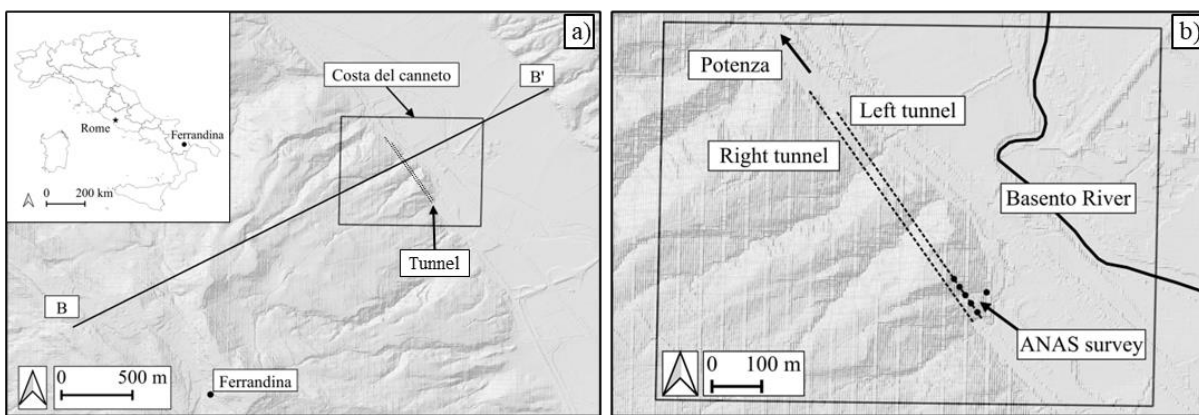 a)
Costa del canneto
B'
Rome
Ferrandina
0 200 km
Tunnel
B
0 500 m
Ferrandina
b)
Potenza
Left tunnel
Right tunnel
Basento River
ANAS survey
0 100 m